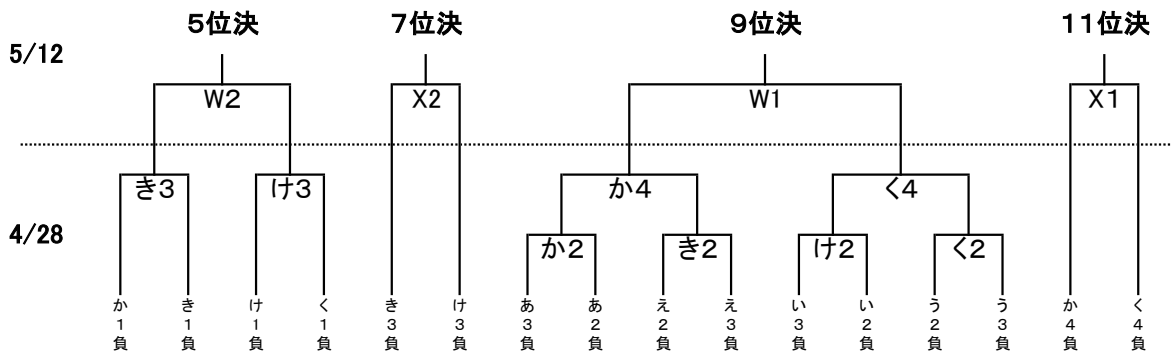 5位決 7位決 9位決 11位決
5/12
W2 X2 W1 X1
き3 け3 か4 く4
4/28
か2 き2 け2 く2
か1負 き1負 け1負 く1負 き3負 け3負 あ3負 あ2負 え2負 え3負 い3負 い2負 う2負 う3負 か4負 く4負